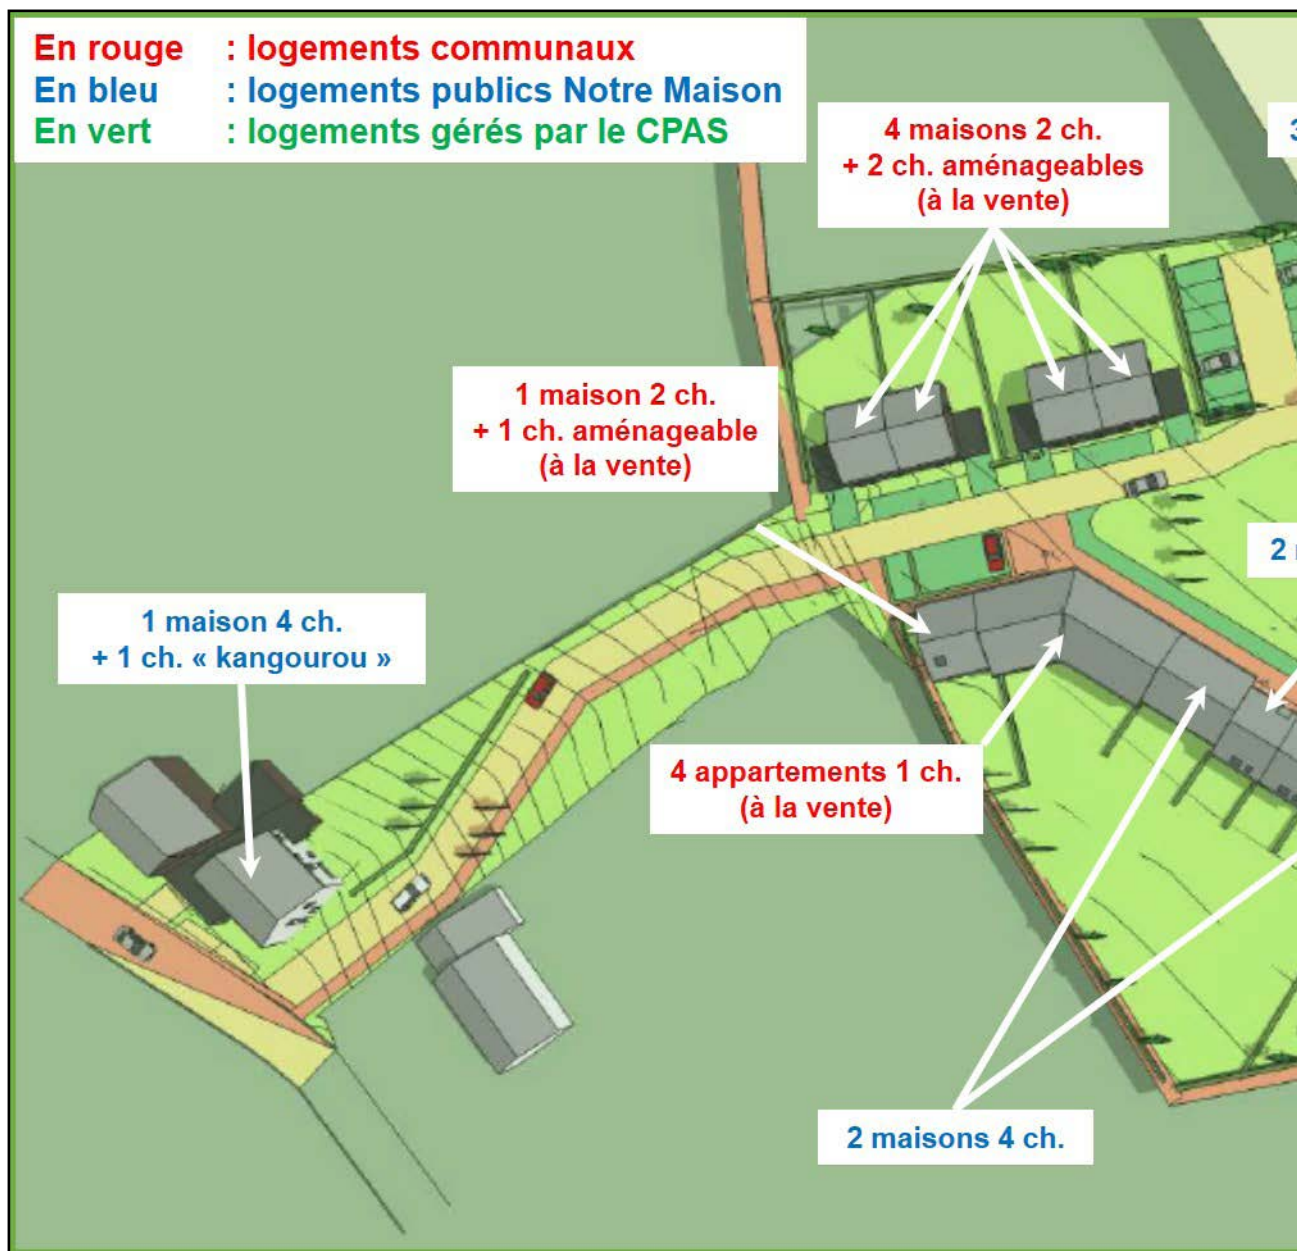 En rouge : logements communaux
En bleu : logements publics Notre Maison
En vert : logements gérés par le CPAS
4 maisons 2 ch.
+ 2 ch. aménageables
(à la vente)
3
1 maison 2 ch.
+ 1 ch. aménageable
(à la vente)
2
1 maison 4 ch.
+ 1 ch. « kangourou »
4 appartements 1 ch.
(à la vente)
2 maisons 4 ch.